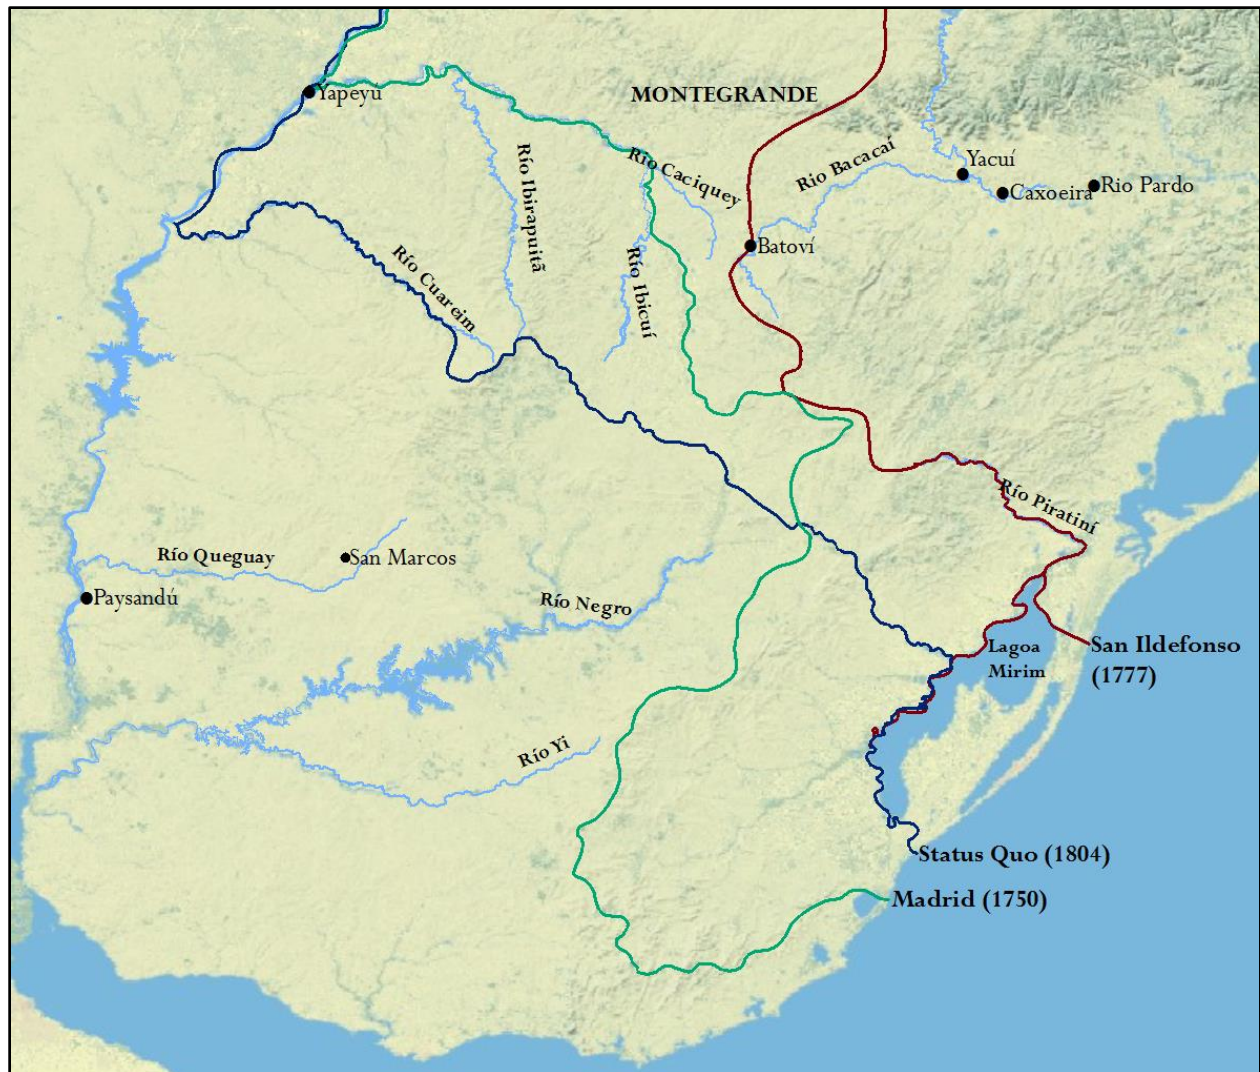 Yapeyú
MONTEGRANDE
Río Ibirapuitã
Río Caciquey
Rio Bacacaí
Yacuí
Caxoeira
Rio Pardo
Batoví
Río Cuareim
Río Ibicuí
Río Piratiní
Río Queguay
San Marcos
Paysandú
Río Negro
Lagoa
Mirim
San Ildefonso
(1777)
Río Yi
Status Quo (1804)
Madrid (1750)